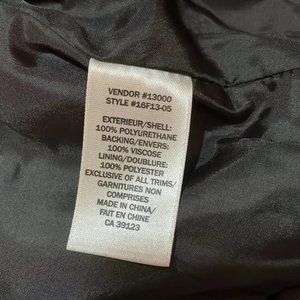 VENDOR #13000
STYLE #16F13-05
EXTERIEUR/SHELL:
100% POLYURETHANE
BACKING/ENVERS:
100% VISCOSE
LINING/DOUBLURE:
100% POLYESTER
EXCLUSIVE OF ALL TRIMS/
GARNITURES NON
COMPRISES
MADE IN CHINA/
FAIT EN CHINE
CA 39123